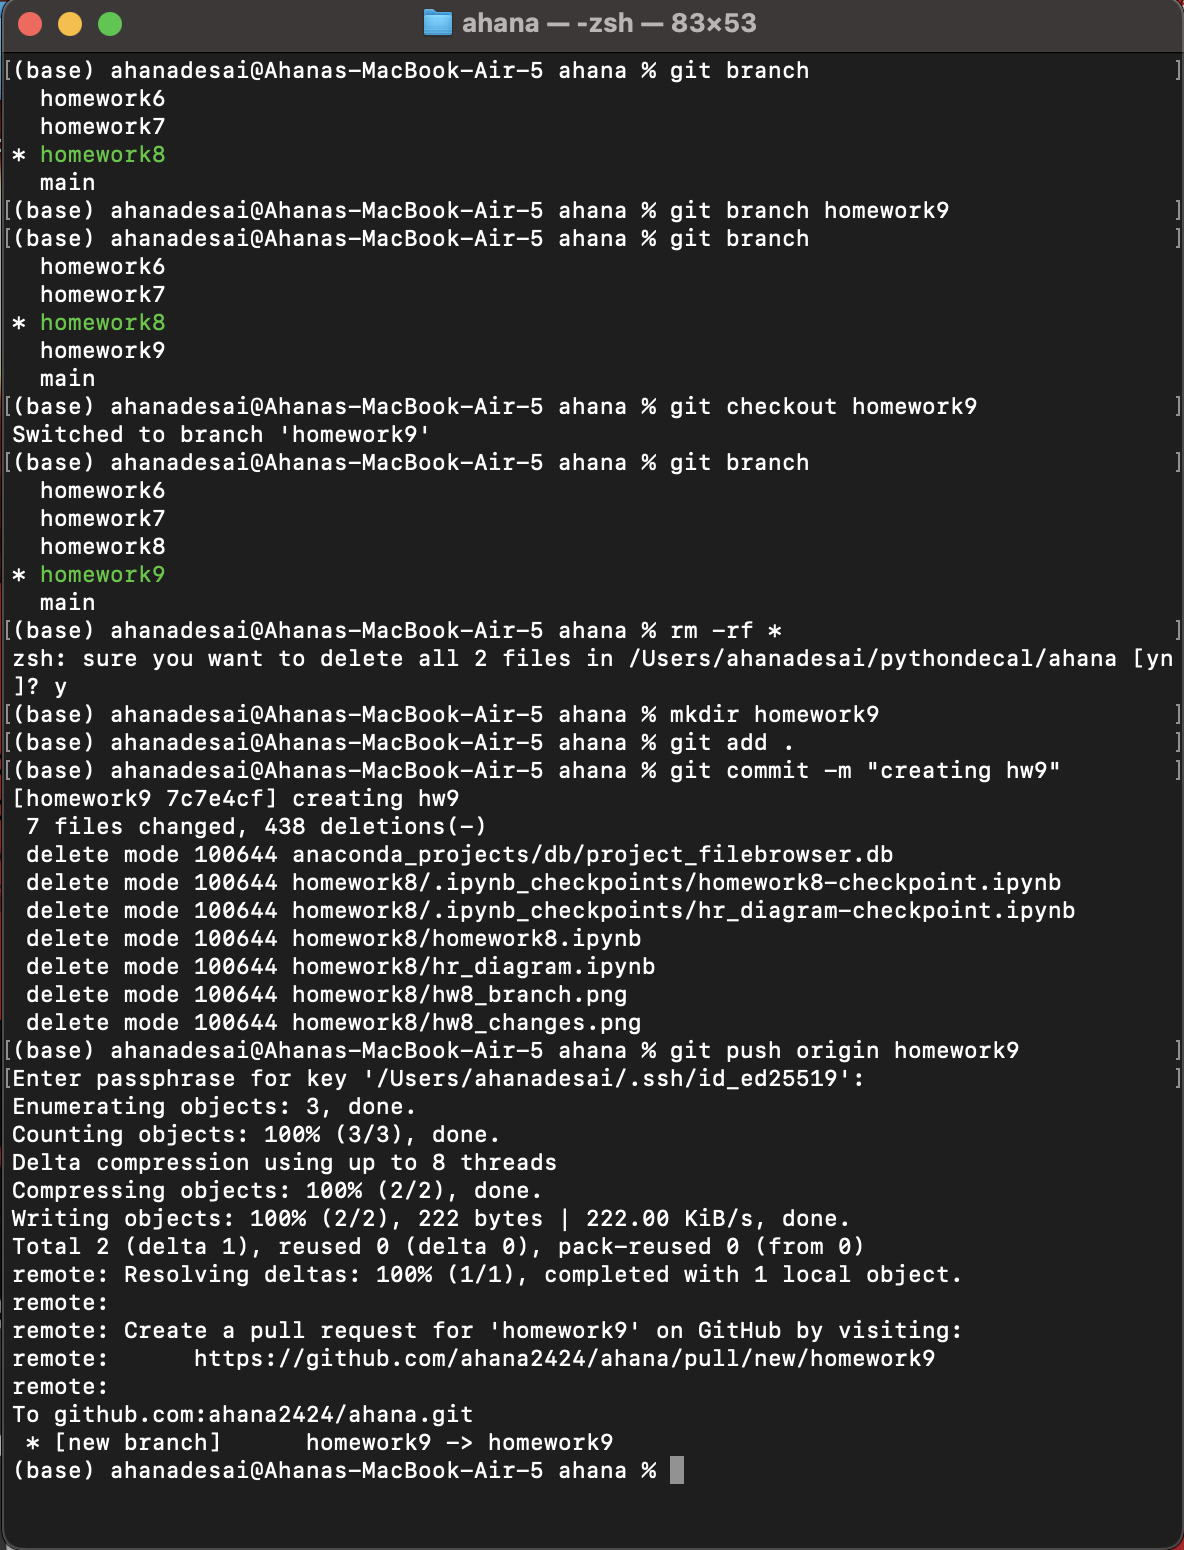 ahana — -zsh — 83×53
[(base) ahanadesai@Ahanas-MacBook-Air-5 ahana % git branch ]
  homework6
  homework7
* homework8
  main
[(base) ahanadesai@Ahanas-MacBook-Air-5 ahana % git branch homework9 ]
[(base) ahanadesai@Ahanas-MacBook-Air-5 ahana % git branch ]
  homework6
  homework7
* homework8
  homework9
  main
[(base) ahanadesai@Ahanas-MacBook-Air-5 ahana % git checkout homework9 ]
Switched to branch 'homework9'
[(base) ahanadesai@Ahanas-MacBook-Air-5 ahana % git branch ]
  homework6
  homework7
  homework8
* homework9
  main
[(base) ahanadesai@Ahanas-MacBook-Air-5 ahana % rm -rf * ]
zsh: sure you want to delete all 2 files in /Users/ahanadesai/pythondecal/ahana [yn
]? y
[(base) ahanadesai@Ahanas-MacBook-Air-5 ahana % mkdir homework9 ]
[(base) ahanadesai@Ahanas-MacBook-Air-5 ahana % git add . ]
[(base) ahanadesai@Ahanas-MacBook-Air-5 ahana % git commit -m "creating hw9" ]
[homework9 7c7e4cf] creating hw9
 7 files changed, 438 deletions(-)
 delete mode 100644 anaconda_projects/db/project_filebrowser.db
 delete mode 100644 homework8/.ipynb_checkpoints/homework8-checkpoint.ipynb
 delete mode 100644 homework8/.ipynb_checkpoints/hr_diagram-checkpoint.ipynb
 delete mode 100644 homework8/homework8.ipynb
 delete mode 100644 homework8/hr_diagram.ipynb
 delete mode 100644 homework8/hw8_branch.png
 delete mode 100644 homework8/hw8_changes.png
[(base) ahanadesai@Ahanas-MacBook-Air-5 ahana % git push origin homework9 ]
[Enter passphrase for key '/Users/ahanadesai/.ssh/id_ed25519': ]
Enumerating objects: 3, done.
Counting objects: 100% (3/3), done.
Delta compression using up to 8 threads
Compressing objects: 100% (2/2), done.
Writing objects: 100% (2/2), 222 bytes | 222.00 KiB/s, done.
Total 2 (delta 1), reused 0 (delta 0), pack-reused 0 (from 0)
remote: Resolving deltas: 100% (1/1), completed with 1 local object.
remote:
remote: Create a pull request for 'homework9' on GitHub by visiting:
remote:      https://github.com/ahana2424/ahana/pull/new/homework9
remote:
To github.com:ahana2424/ahana.git
 * [new branch]      homework9 -> homework9
(base) ahanadesai@Ahanas-MacBook-Air-5 ahana %